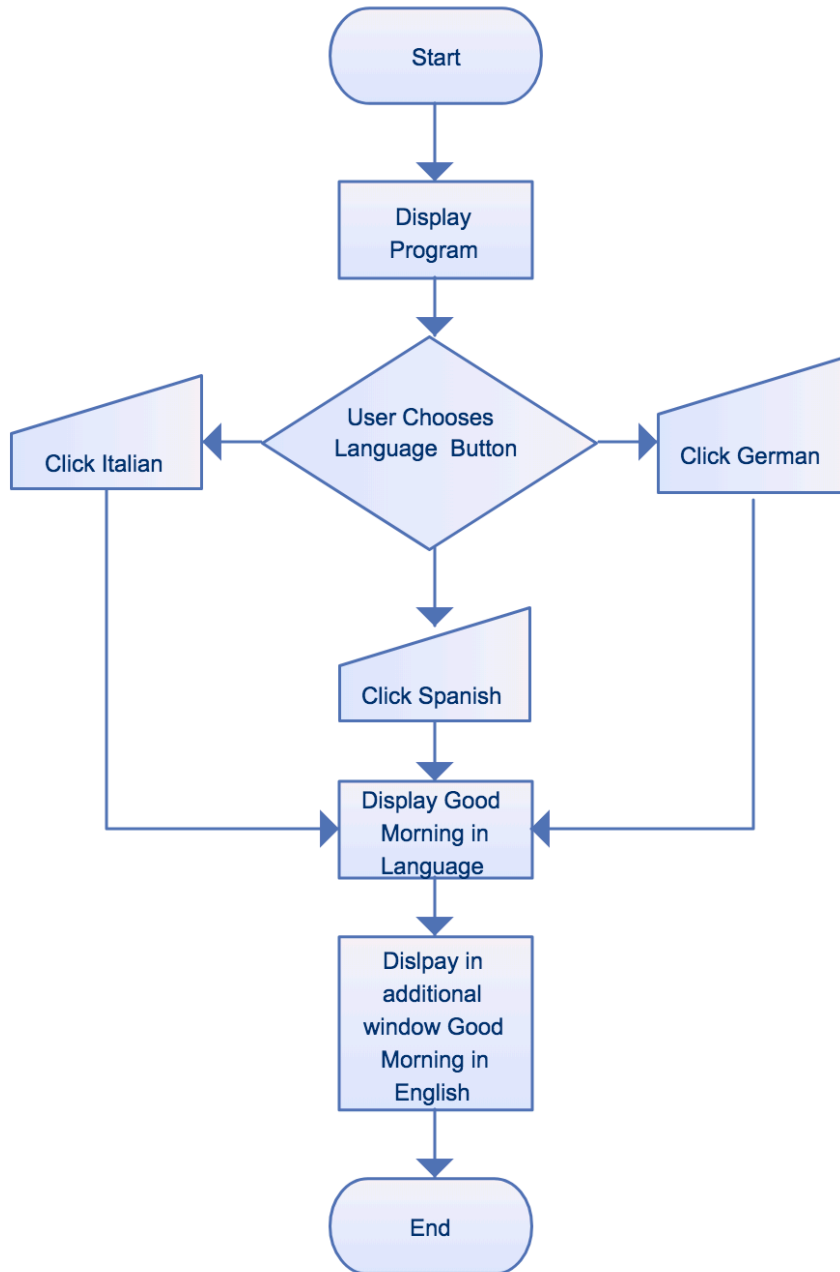 Start
Display
Program
User Chooses
Language Button
Click Italian
Click German
Click Spanish
Display Good
Morning in
Language
Dislpay in
additional
window Good
Morning in
English
End